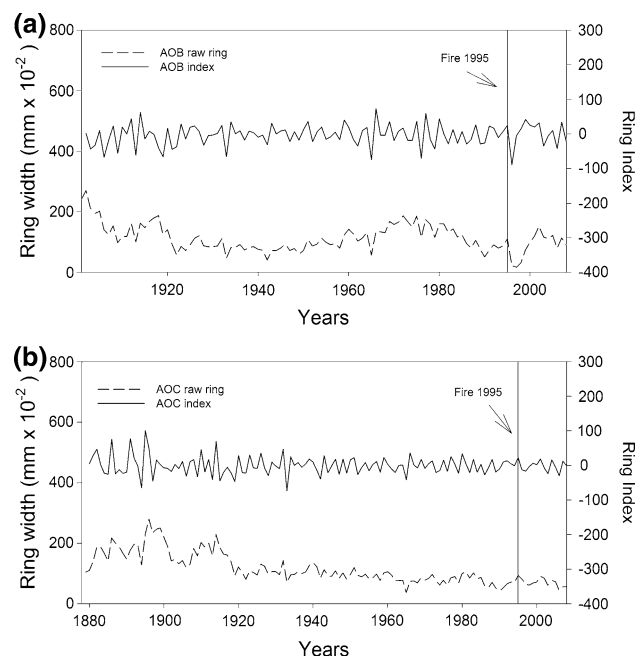 (a)
800
600
400
200
0
Ring width (mm x 10-2 )
AOB raw ring
AOB index
Fire 1995
300
200
100
0
-100
-200
-300
-400
Ring Index
1920
1940
1960
1980
2000
Years
(b)
800
600
400
200
0
Ring width (mm x 10-2 )
AOC raw ring
AOC index
Fire 1995
300
200
100
0
-100
-200
-300
-400
Ring Index
1880
1900
1920
1940
1960
1980
2000
Years